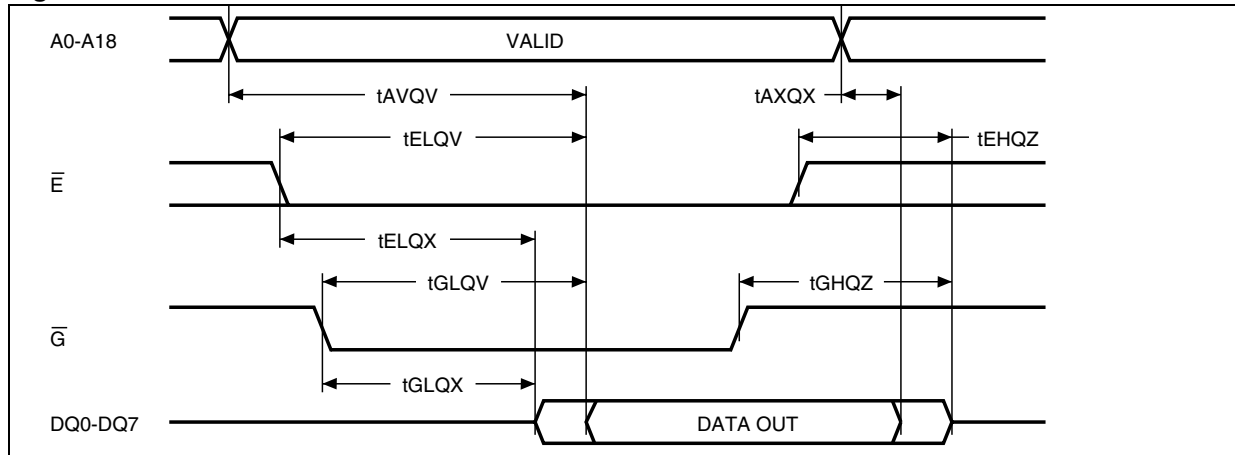 A0-A18
VALID
tAVQV
tAXQX
tELQV
tEHQZ
E̅
tELQX
tGLQV
tGHQZ
G̅
tGLQX
DQ0-DQ7
DATA OUT